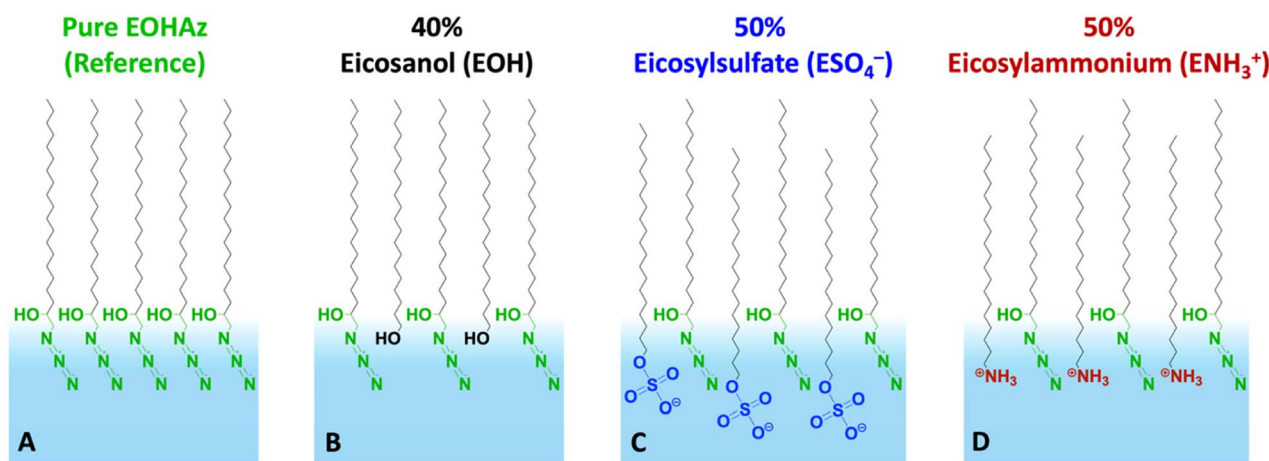 Pure EOHAz
(Reference)
40%
Eicosanol (EOH)
50%
Eicosylsulfate (ESO₄⁻)
50%
Eicosylammonium (ENH₃⁺)
HO HO HO HO HO
N N N N N
N N N N N
N N N N N
A
HO HO HO
N HO N HO N
N N N
N N N
B
HO HO HO
N N N
O N N N
S O N O N O N
O O⊖ O S O O S O
O O⊖ O O⊖
C
HO HO HO
N N N
N N N
⊕NH₃ N ⊕NH₃ N ⊕NH₃ N
D